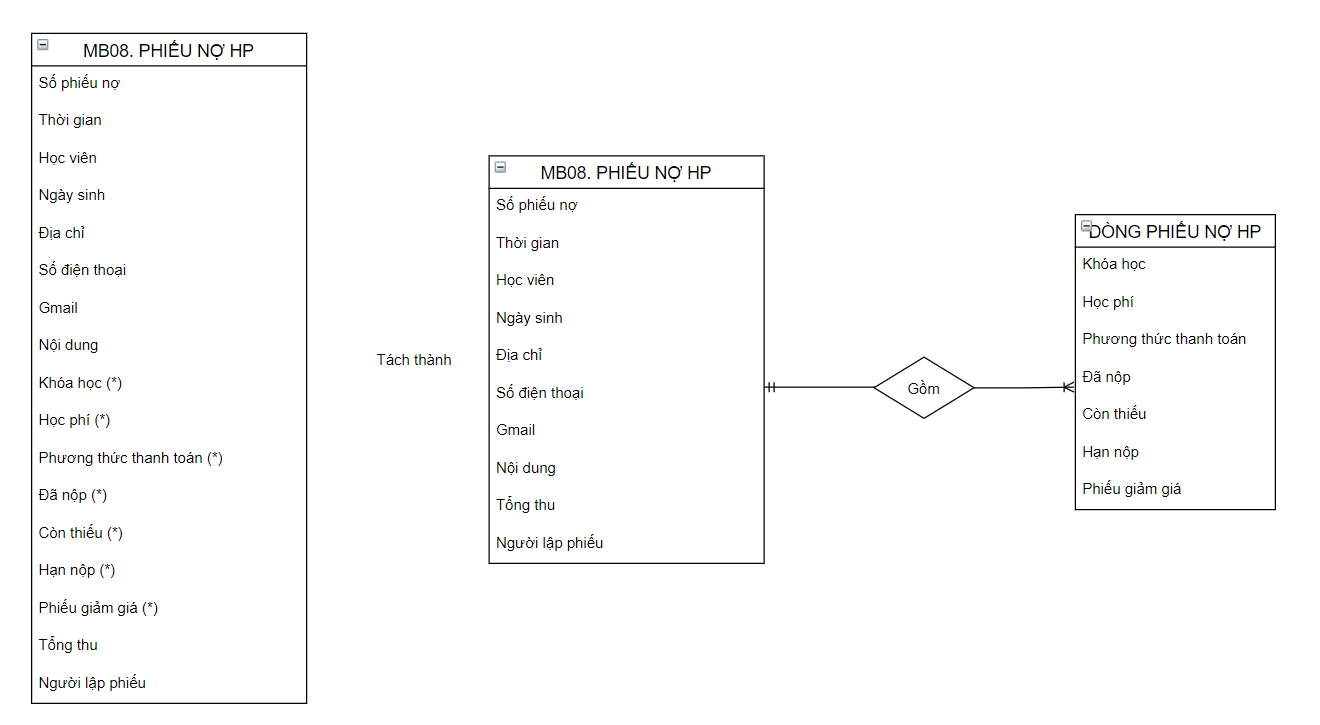 MB08. PHIẾU NỢ HP
Số phiếu nợ
Thời gian
Học viên
Ngày sinh
Địa chỉ
Số điện thoại
Gmail
Nội dung
Khóa học (*)
Học phí (*)
Phương thức thanh toán (*)
Đã nộp (*)
Còn thiếu (*)
Hạn nộp (*)
Phiếu giảm giá (*)
Tổng thu
Người lập phiếu
Tách thành
MB08. PHIẾU NỢ HP
Số phiếu nợ
Thời gian
Học viên
Ngày sinh
Địa chỉ
Số điện thoại
Gmail
Nội dung
Tổng thu
Người lập phiếu
Gồm
DÒNG PHIẾU NỢ HP
Khóa học
Học phí
Phương thức thanh toán
Đã nộp
Còn thiếu
Hạn nộp
Phiếu giảm giá